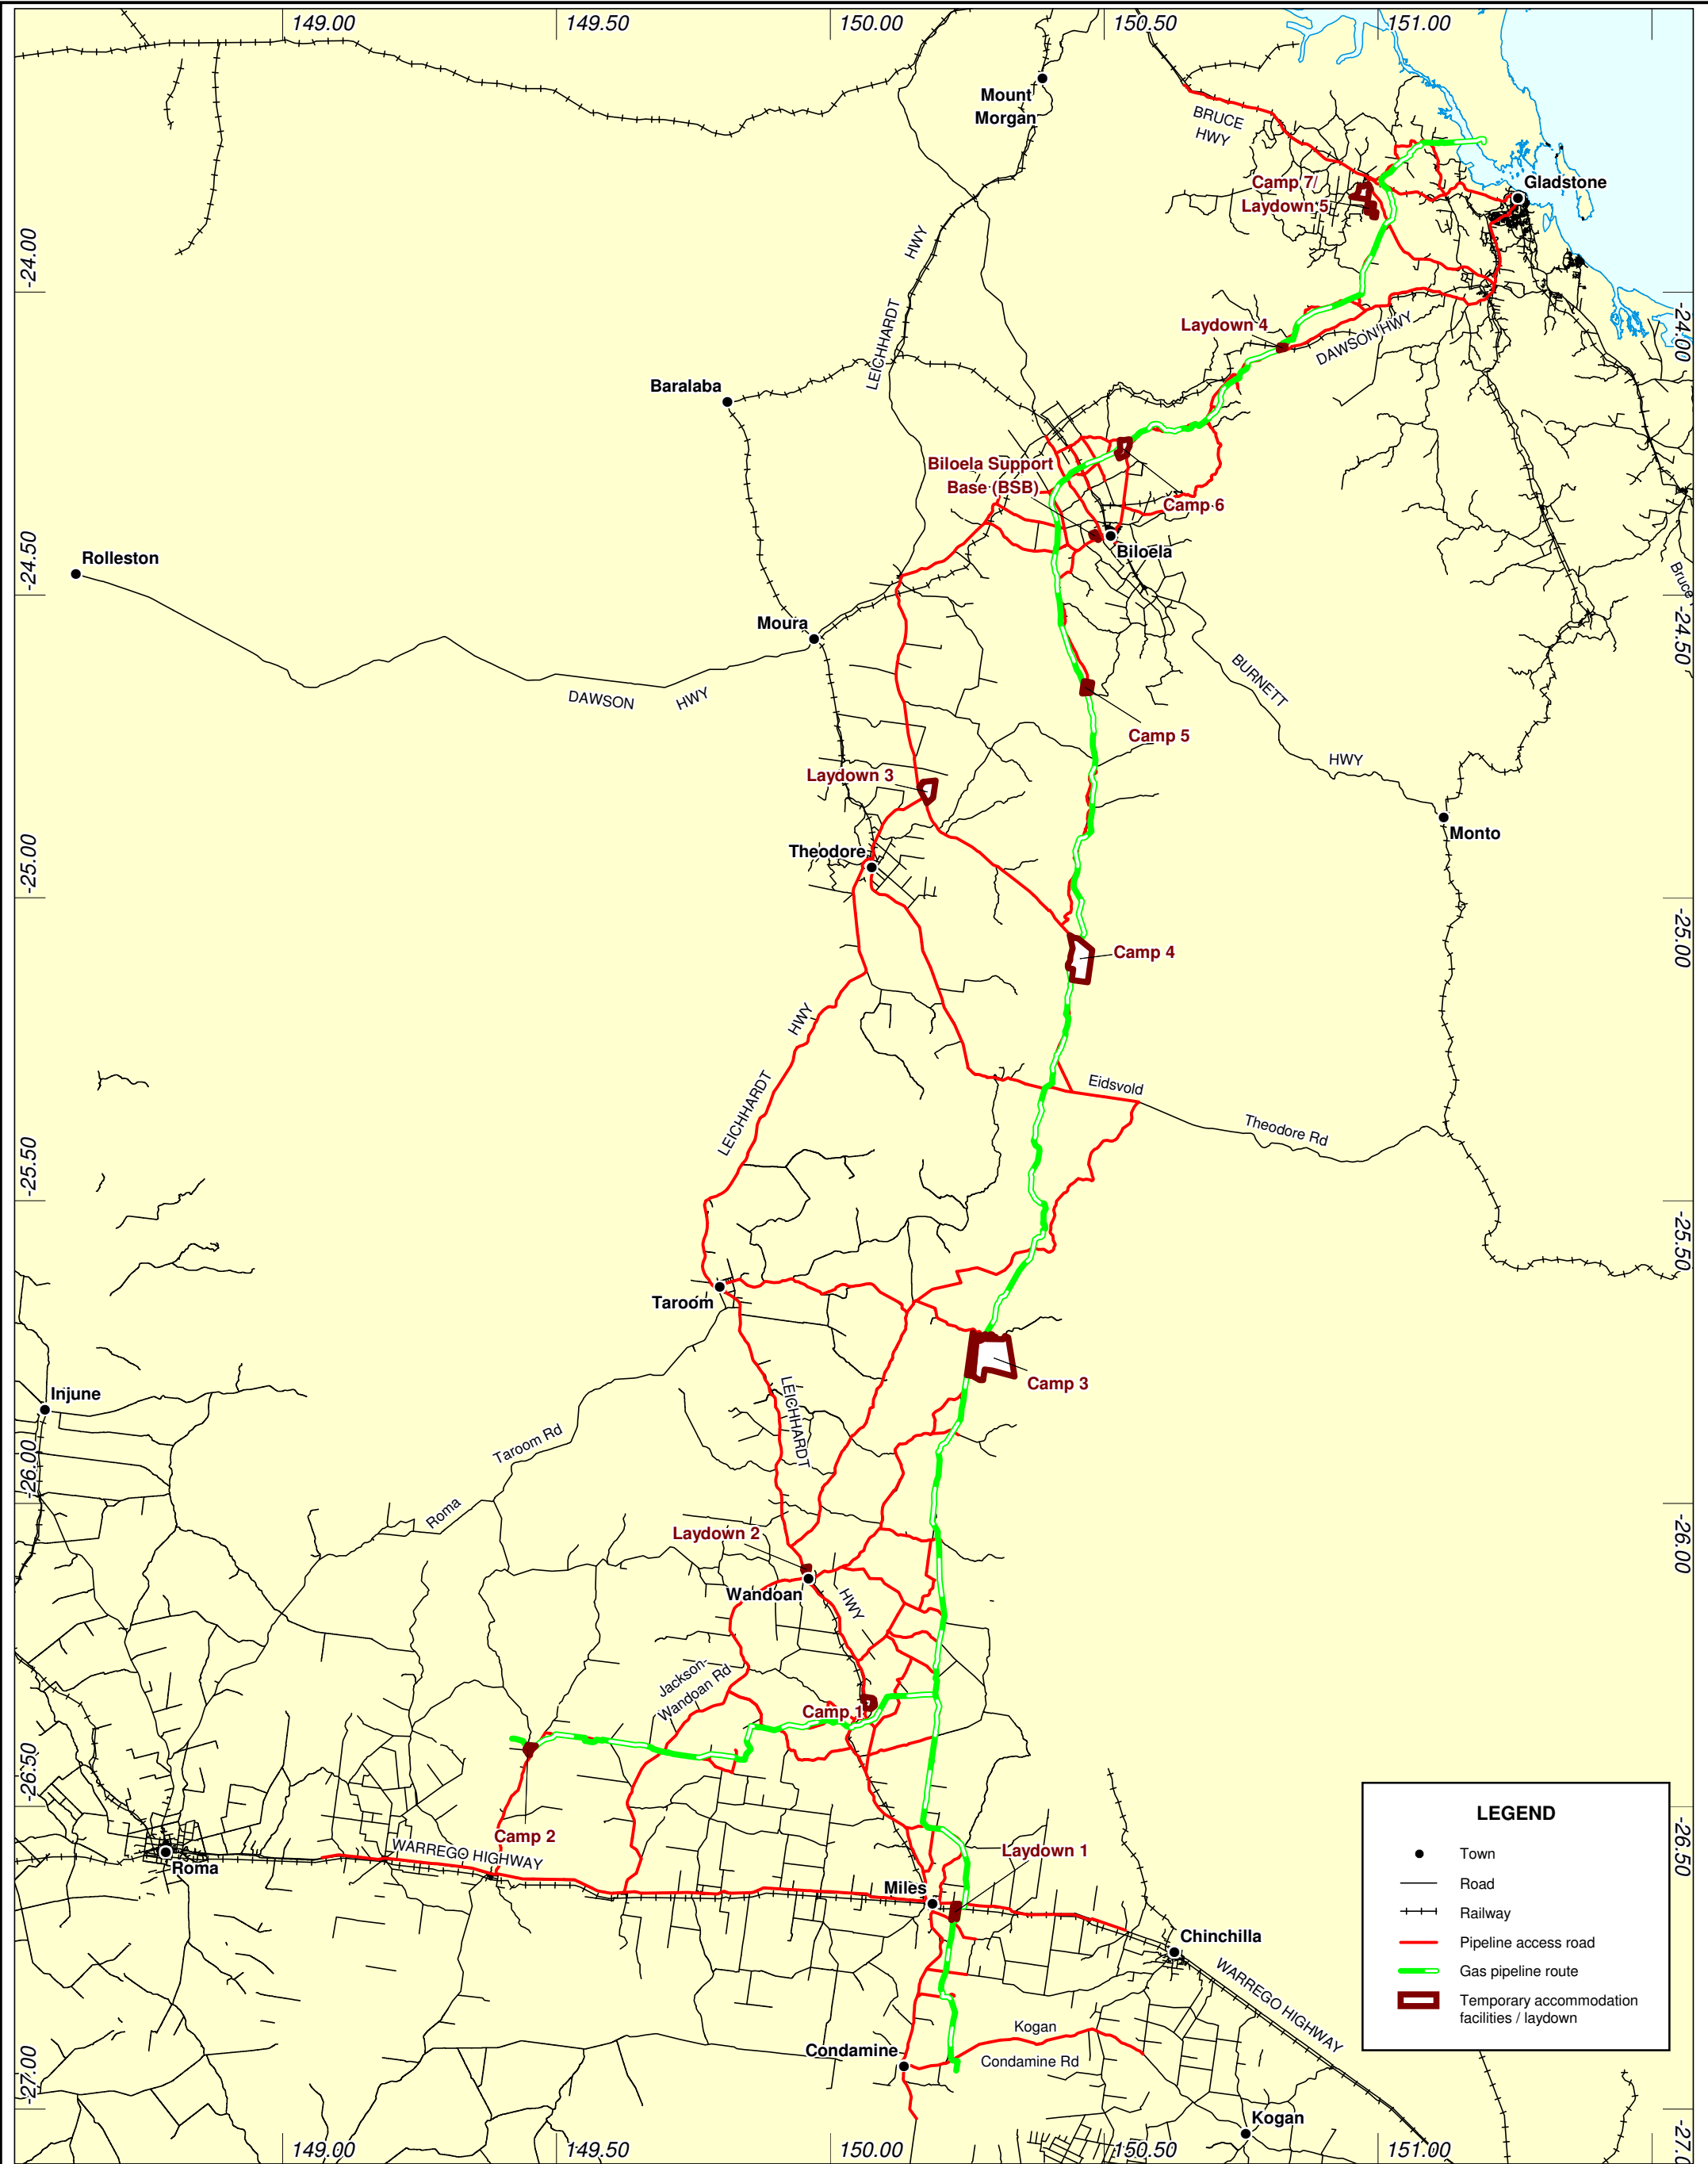 149.00
149.50
150.00
150.50
151.00
Mount
Morgan
BRUCE
HWY
Camp 7/
Laydown 5
Gladstone
-24.00
HWY
LEICHHARDT
Laydown 4
DAWSON HWY
-24.00
Baralaba
Biloela Support
Base (BSB)
Camp 6
Biloela
-24.50
Rolleston
Bruce
Moura
-24.50
BURNETT
DAWSON
HWY
Camp 5
HWY
Laydown 3
Monto
Theodore
-25.00
Camp 4
-25.00
HWY
LEICHHARDT
Eidsvold
Theodore Rd
-25.50
-25.50
Taroom
Camp 3
Injune
LEICHHARDT
Taroom Rd
-26.00
Roma
Laydown 2
-26.00
Wandoan
HWY
Jackson-
Wandoan Rd
Camp 1
-26.50
LEGEND
Town
Road
Railway
Pipeline access road
Gas pipeline route
Temporary accommodation
facilities / laydown
Camp 2
Laydown 1
-26.50
WARREGO HIGHWAY
Roma
Miles
Chinchilla
WARREGO HIGHWAY
Kogan
Condamine
Condamine Rd
-27.00
Kogan
-27.0
149.00
149.50
150.00
150.50
151.00